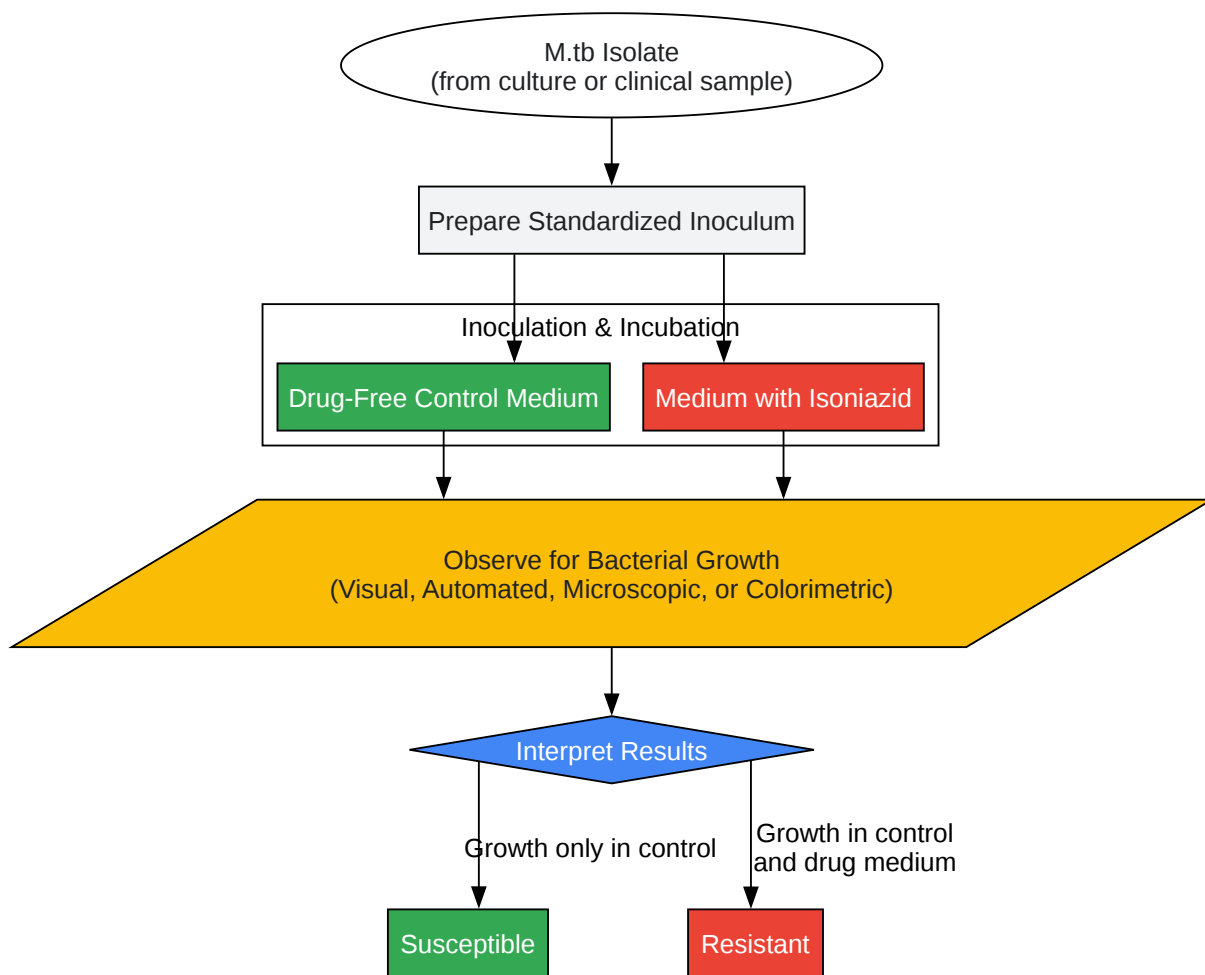 M.tb Isolate
(from culture or clinical sample)
Prepare Standardized Inoculum
Inoculation & Incubation
Drug-Free Control Medium
Medium with Isoniazid
Observe for Bacterial Growth
(Visual, Automated, Microscopic, or Colorimetric)
Interpret Results
Growth only in control
Growth in control
and drug medium
Susceptible
Resistant